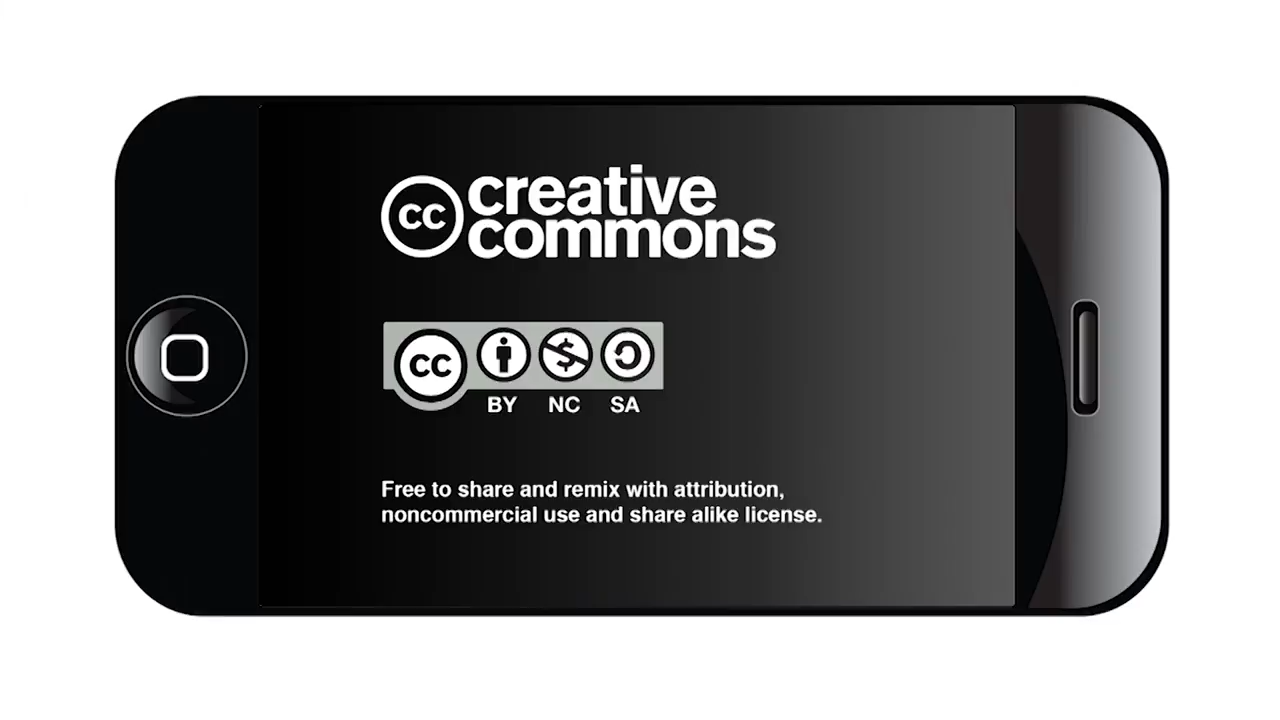 cc creative
commons
cc
BY NC SA
Free to share and remix with attribution,
noncommercial use and share alike license.